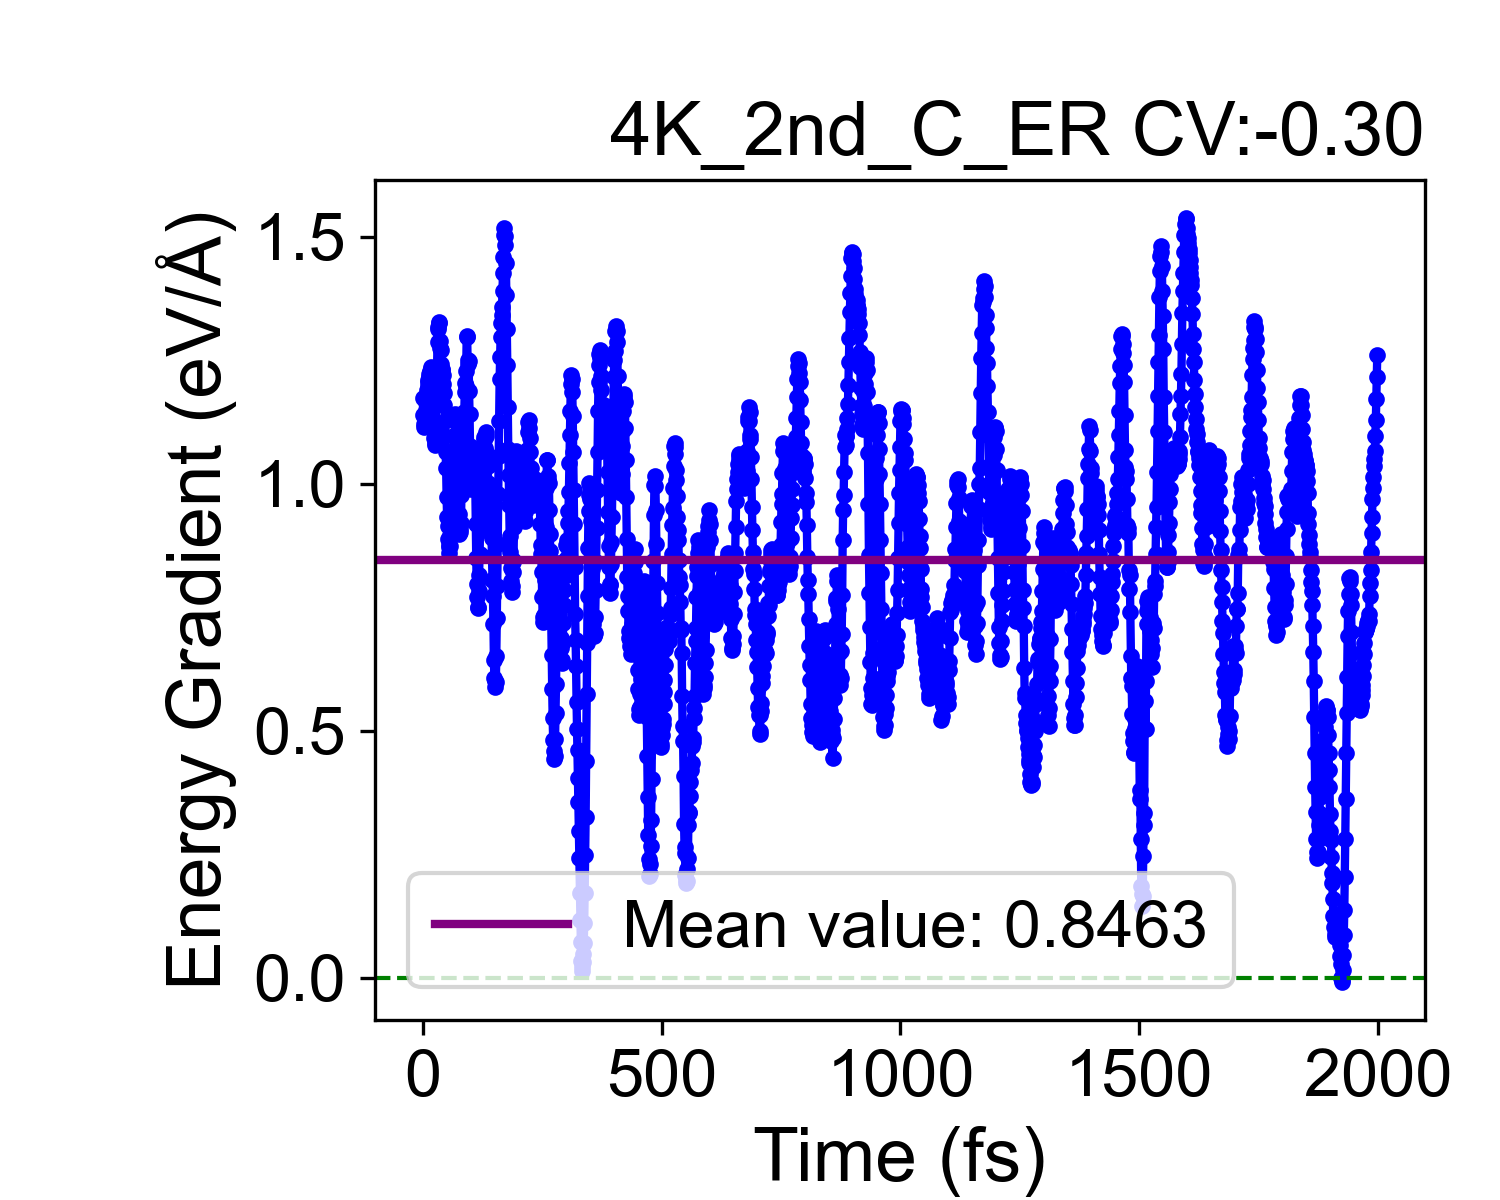 4K_2nd_C_ER CV:-0.30
Energy Gradient (eV/Å)
1.5
1.0
0.5
0.0
Mean value: 0.8463
0 500 1000 1500 2000
Time (fs)